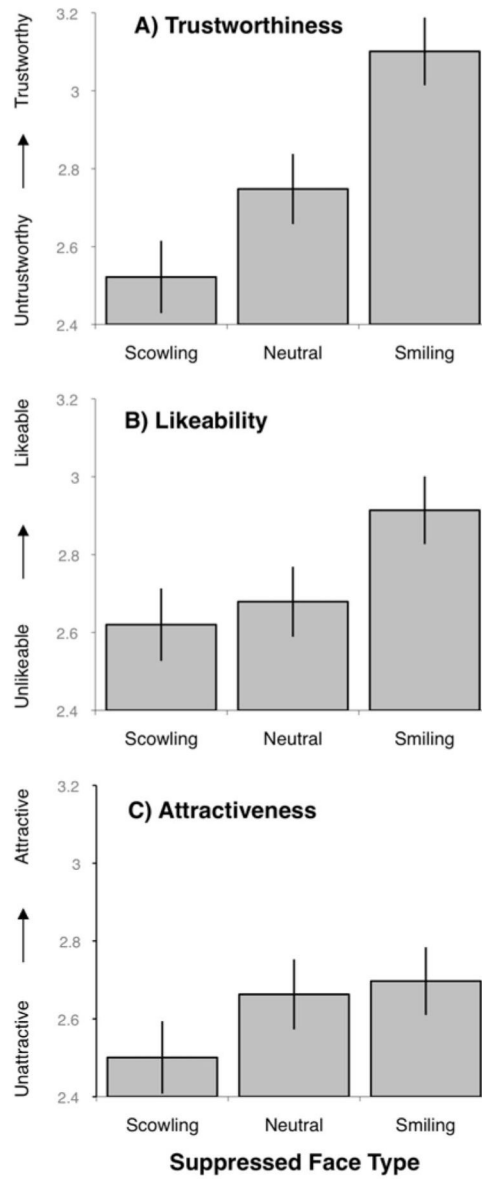 A) Trustworthiness
Untrustworthy → Trustworthy
3.2
3
2.8
2.6
2.4
Scowling Neutral Smiling
B) Likeability
Unlikeable → Likeable
3.2
3
2.8
2.6
2.4
Scowling Neutral Smiling
C) Attractiveness
Unattractive → Attractive
3.2
3
2.8
2.6
2.4
Scowling Neutral Smiling
Suppressed Face Type